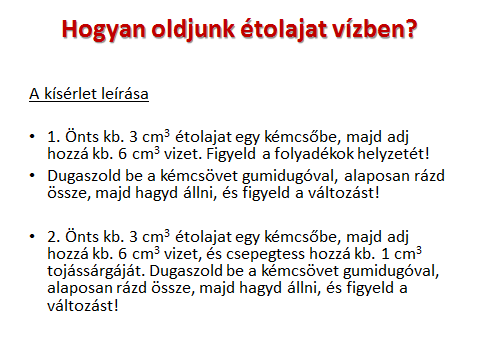 Hogyan oldjunk étolajat vízben?
A kísérlet leírása
• 1. Önts kb. 3 cm³ étolajat egy kémcsőbe, majd adj
hozzá kb. 6 cm³ vizet. Figyeld a folyadékok helyzetét!
• Dugaszold be a kémcsövet gumidugóval, alaposan rázd
össze, majd hagyd állni, és figyeld a változást!
• 2. Önts kb. 3 cm³ étolajat egy kémcsőbe, majd adj
hozzá kb. 6 cm³ vizet, és csepegtess hozzá kb. 1 cm³
tojássárgáját. Dugaszold be a kémcsövet gumidugóval,
alaposan rázd össze, majd hagyd állni, és figyeld a
változást!